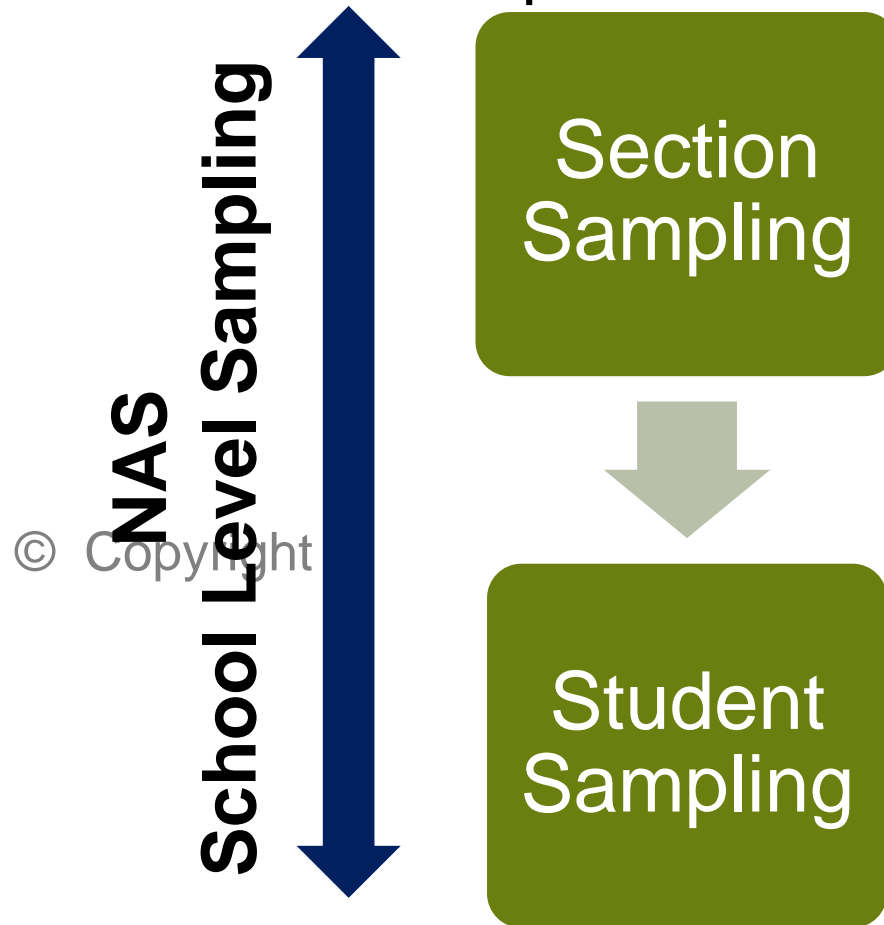 NAS
School Level Sampling
Section
Sampling
© Copyright
Student
Sampling